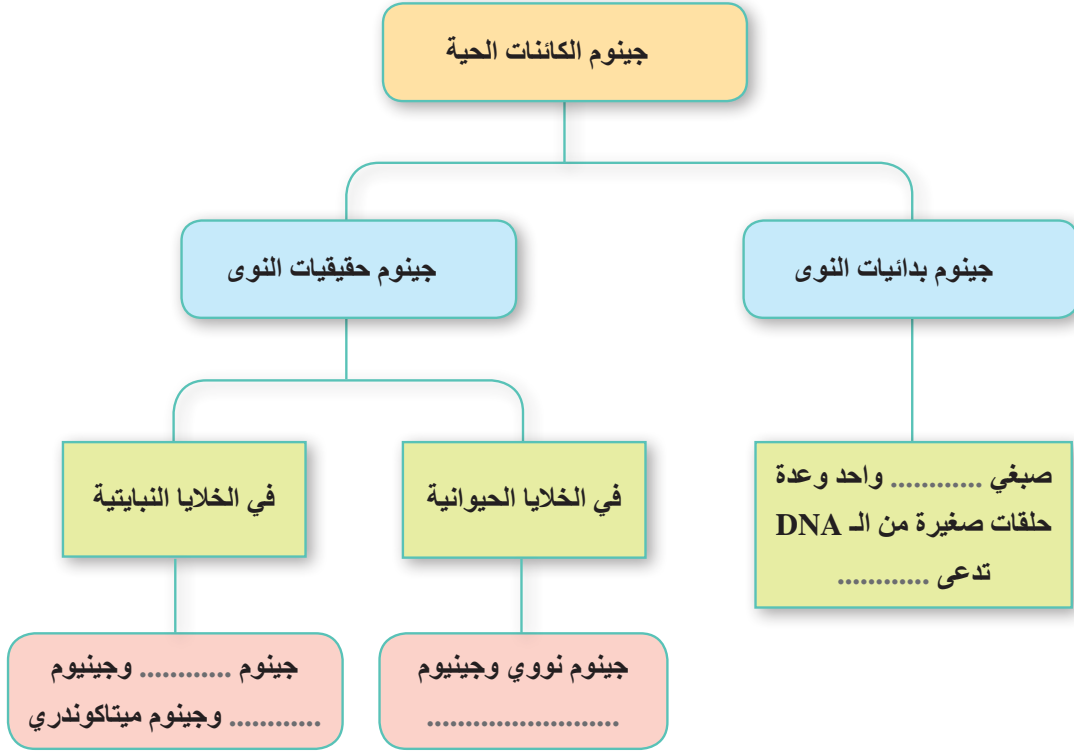 جينوم الكائنات الحية
جينوم بدائيات النوى
جينوم حقيقيات النوى
صبغي ............ واحد وعدة
حلقات صغيرة من الـ DNA
تدعى ............
في الخلايا الحيوانية
في الخلايا النبايتية
جينوم نووي وجينيوم
.........................
جينوم ............ وجينيوم
............ وجينوم ميتاكوندري